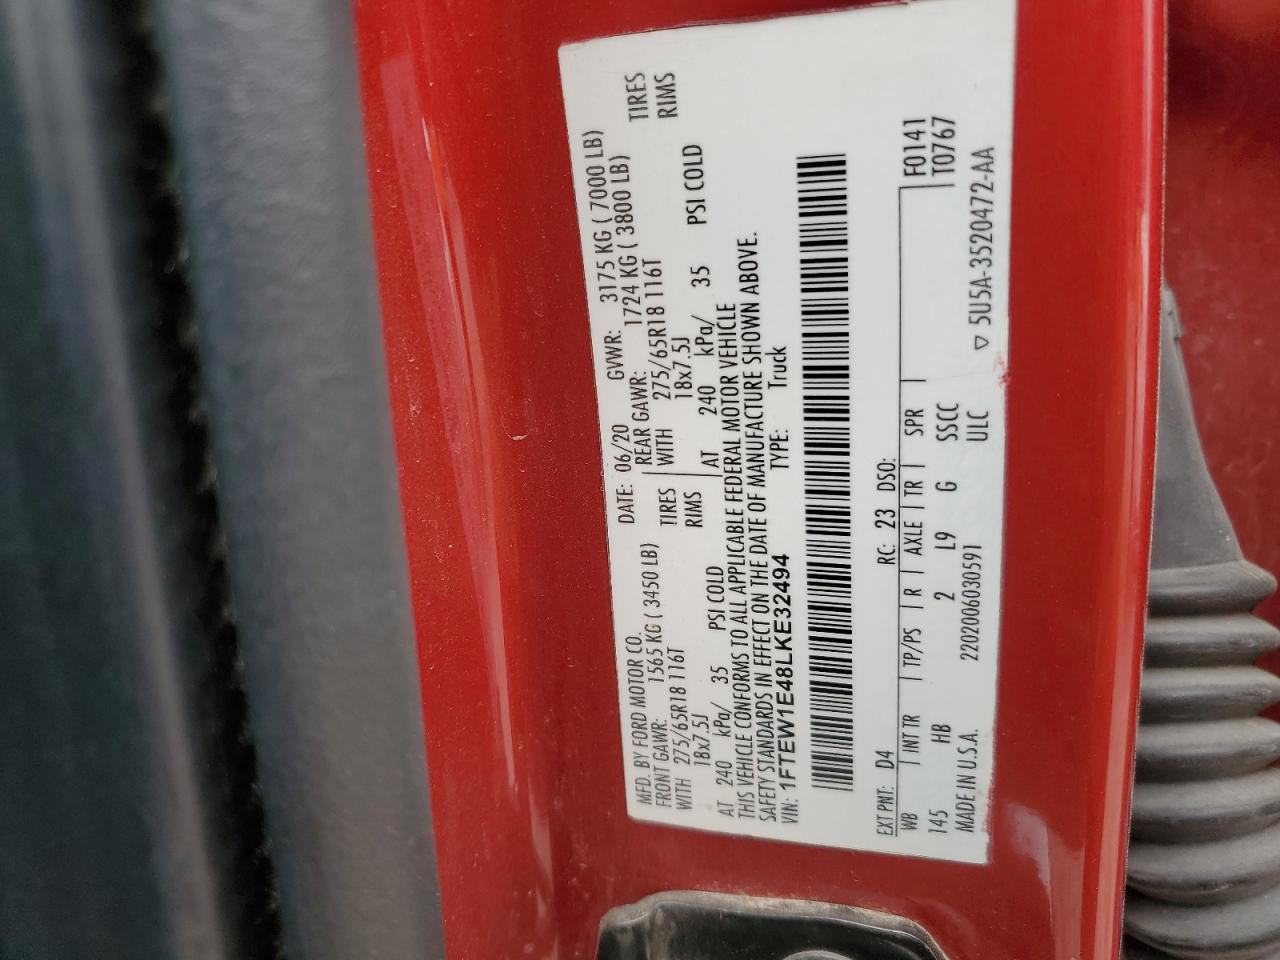 MFD. BY FORD MOTOR CO.
DATE: 06/20 GVWR: 3175 KG ( 7000 LB)
FRONT GAWR: 1565 KG ( 3450 LB) REAR GAWR: 1724 KG ( 3800 LB)
WITH 275/65R18 116T TIRES WITH 275/65R18 116T TIRES
18x7.5J RIMS 18x7.5J RIMS
AT 240 kPa/ 35 PSI COLD AT 240 kPa/ 35 PSI COLD
THIS VEHICLE CONFORMS TO ALL APPLICABLE FEDERAL MOTOR VEHICLE
SAFETY STANDARDS IN EFFECT ON THE DATE OF MANUFACTURE SHOWN ABOVE.
VIN: 1FTEW1E48LKE32494 TYPE: Truck
EXT PNT: D4 RC: 23 DSO: F0141
WB INT TR TP/PS R AXLE TR SPR T0767
145 HB 2 L9 G SSCC
MADE IN U.S.A. 220200603059​1 ULC ▽ 5U5A-3520472-AA